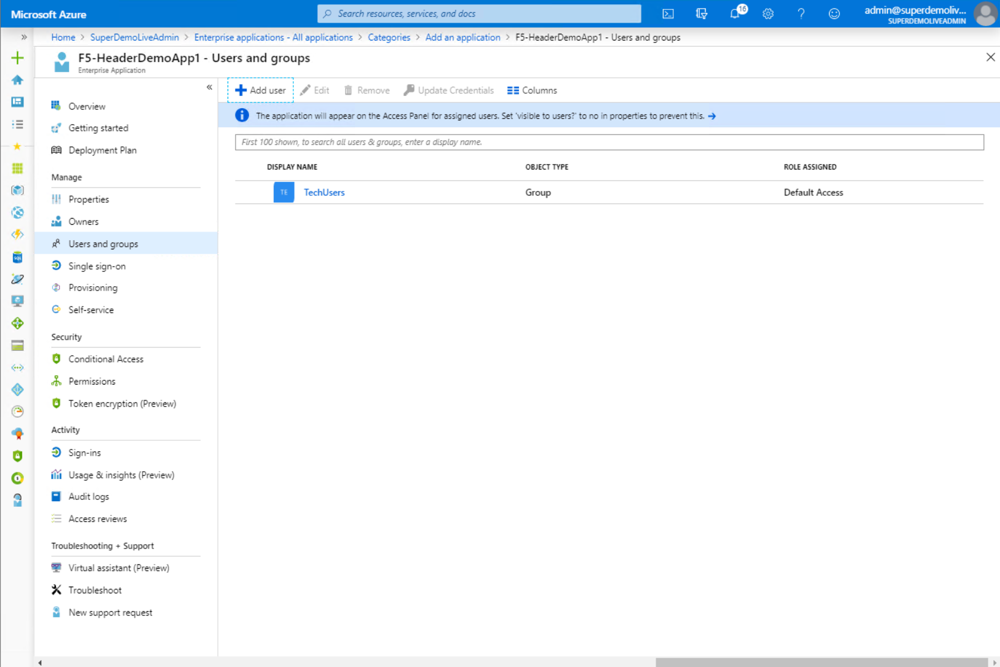 Microsoft Azure
Search resources, services, and docs
16
admin@superdemoliv...
SUPERDEMOLIVEADMIN
Home > SuperDemoLiveAdmin > Enterprise applications - All applications > Categories > Add an application > F5-HeaderDemoApp1 - Users and groups
F5-HeaderDemoApp1 - Users and groups
Enterprise Application
Overview
Getting started
Deployment Plan
Manage
Properties
Owners
Users and groups
Single sign-on
Provisioning
Self-service
Security
Conditional Access
Permissions
Token encryption (Preview)
Activity
Sign-ins
Usage & insights (Preview)
Audit logs
Access reviews
Troubleshooting + Support
Virtual assistant (Preview)
Troubleshoot
New support request
Add user Edit Remove Update Credentials Columns
The application will appear on the Access Panel for assigned users. Set 'visible to users?' to no in properties to prevent this.
First 100 shown, to search all users & groups, enter a display name.
DISPLAY NAME OBJECT TYPE ROLE ASSIGNED
TE TechUsers Group Default Access
SQL